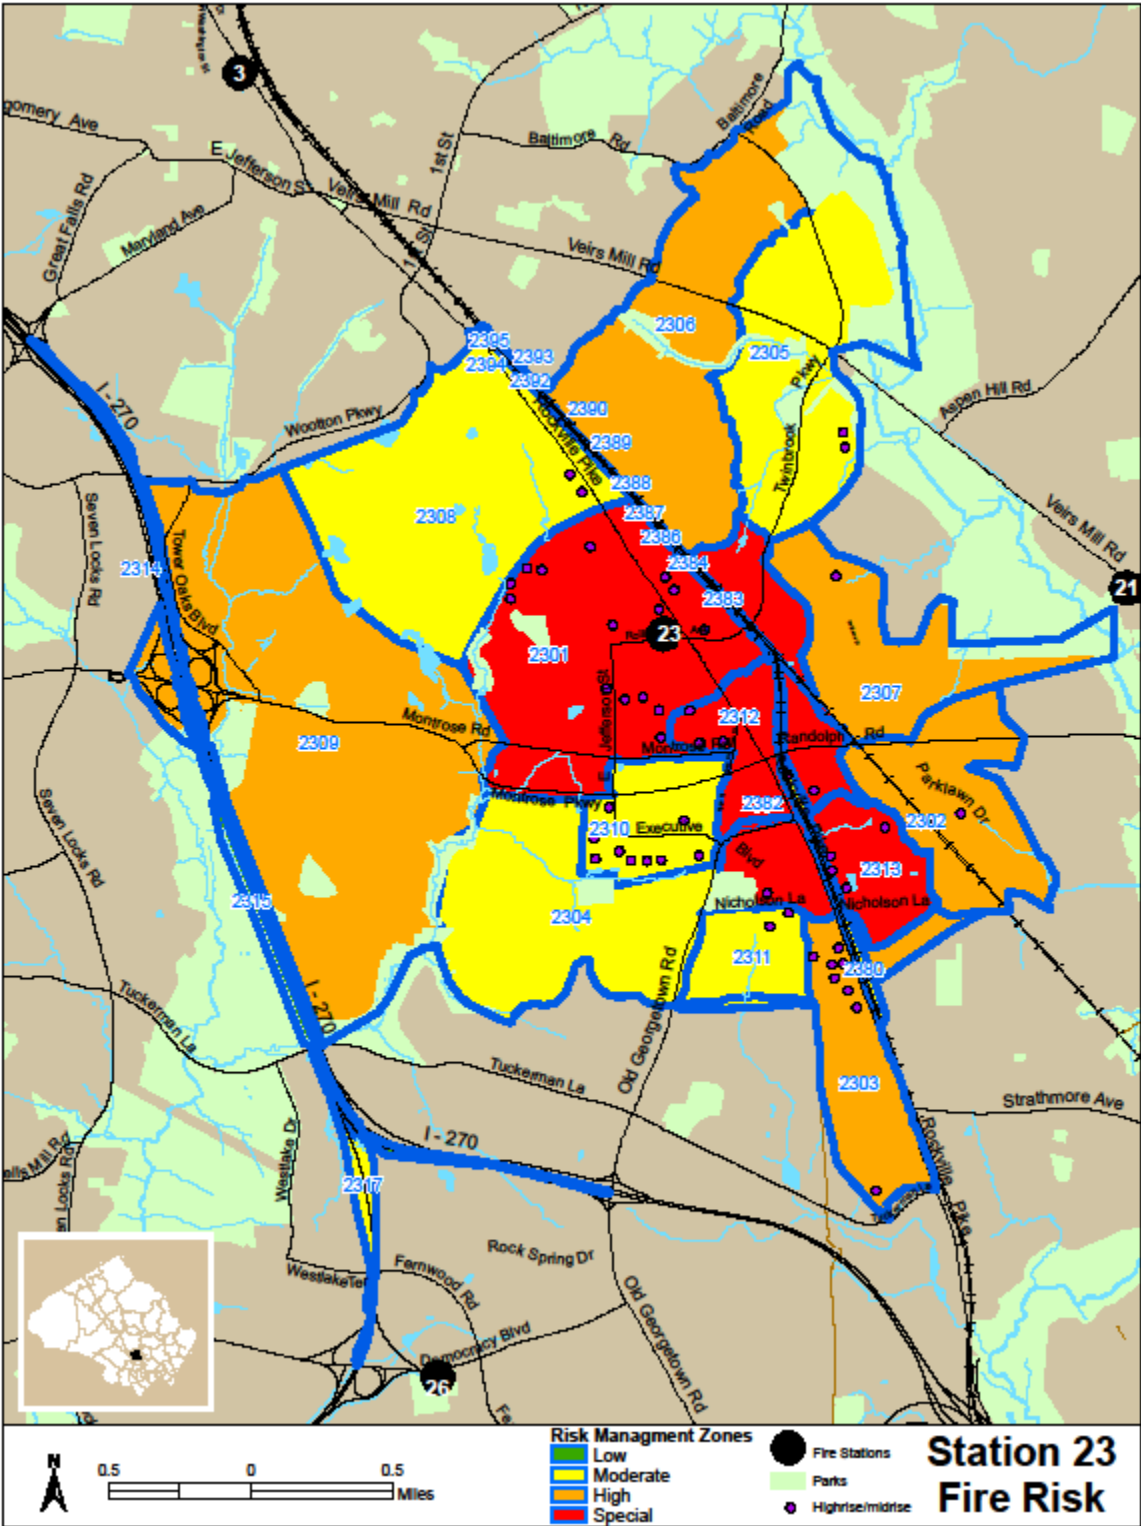 3
gomery Ave
E Jefferson S
Great Falls Rd
Maryland Ave
1st St
Baltimore Rd
Baltimore
Road
Veirs Mill Rd
Veirs Mill Rd
2306
2305
2395
2394
2393
2392
2390
2389
2388
2387
2386
2384
2383
I - 270
Wootton Pkwy
Rockville Pike
Pkwy
Twinbrook
Aspen Hill Rd
Veirs Mill Rd
21
Seven Locks Rd
2314
Tower Oaks Blvd
2308
23
2301
E Jefferson St
2307
2312
Montrose Rd
Montrose Rd
Randolph Rd
2309
Parklawn Dr
Montrose Pkwy
2382
2302
2310
Executive
Blvd
2313
Seven Locks Rd
2315
2304
Nicholson La
Nicholson La
2311
2380
Tuckerman La
I - 270
Old Georgetown Rd
Tuckerman La
2303
Strathmore Ave
I - 270
Westlake Dr
Rockville Pike
2317
Rock Spring Dr
Westlake Ter
Fernwood Rd
Democracy Blvd
Old Georgetown Rd
26
N
0.5
0
0.5
Miles
Risk Managment Zones
Low
Moderate
High
Special
Fire Stations
Parks
Highrise/midrise
Station 23
Fire Risk